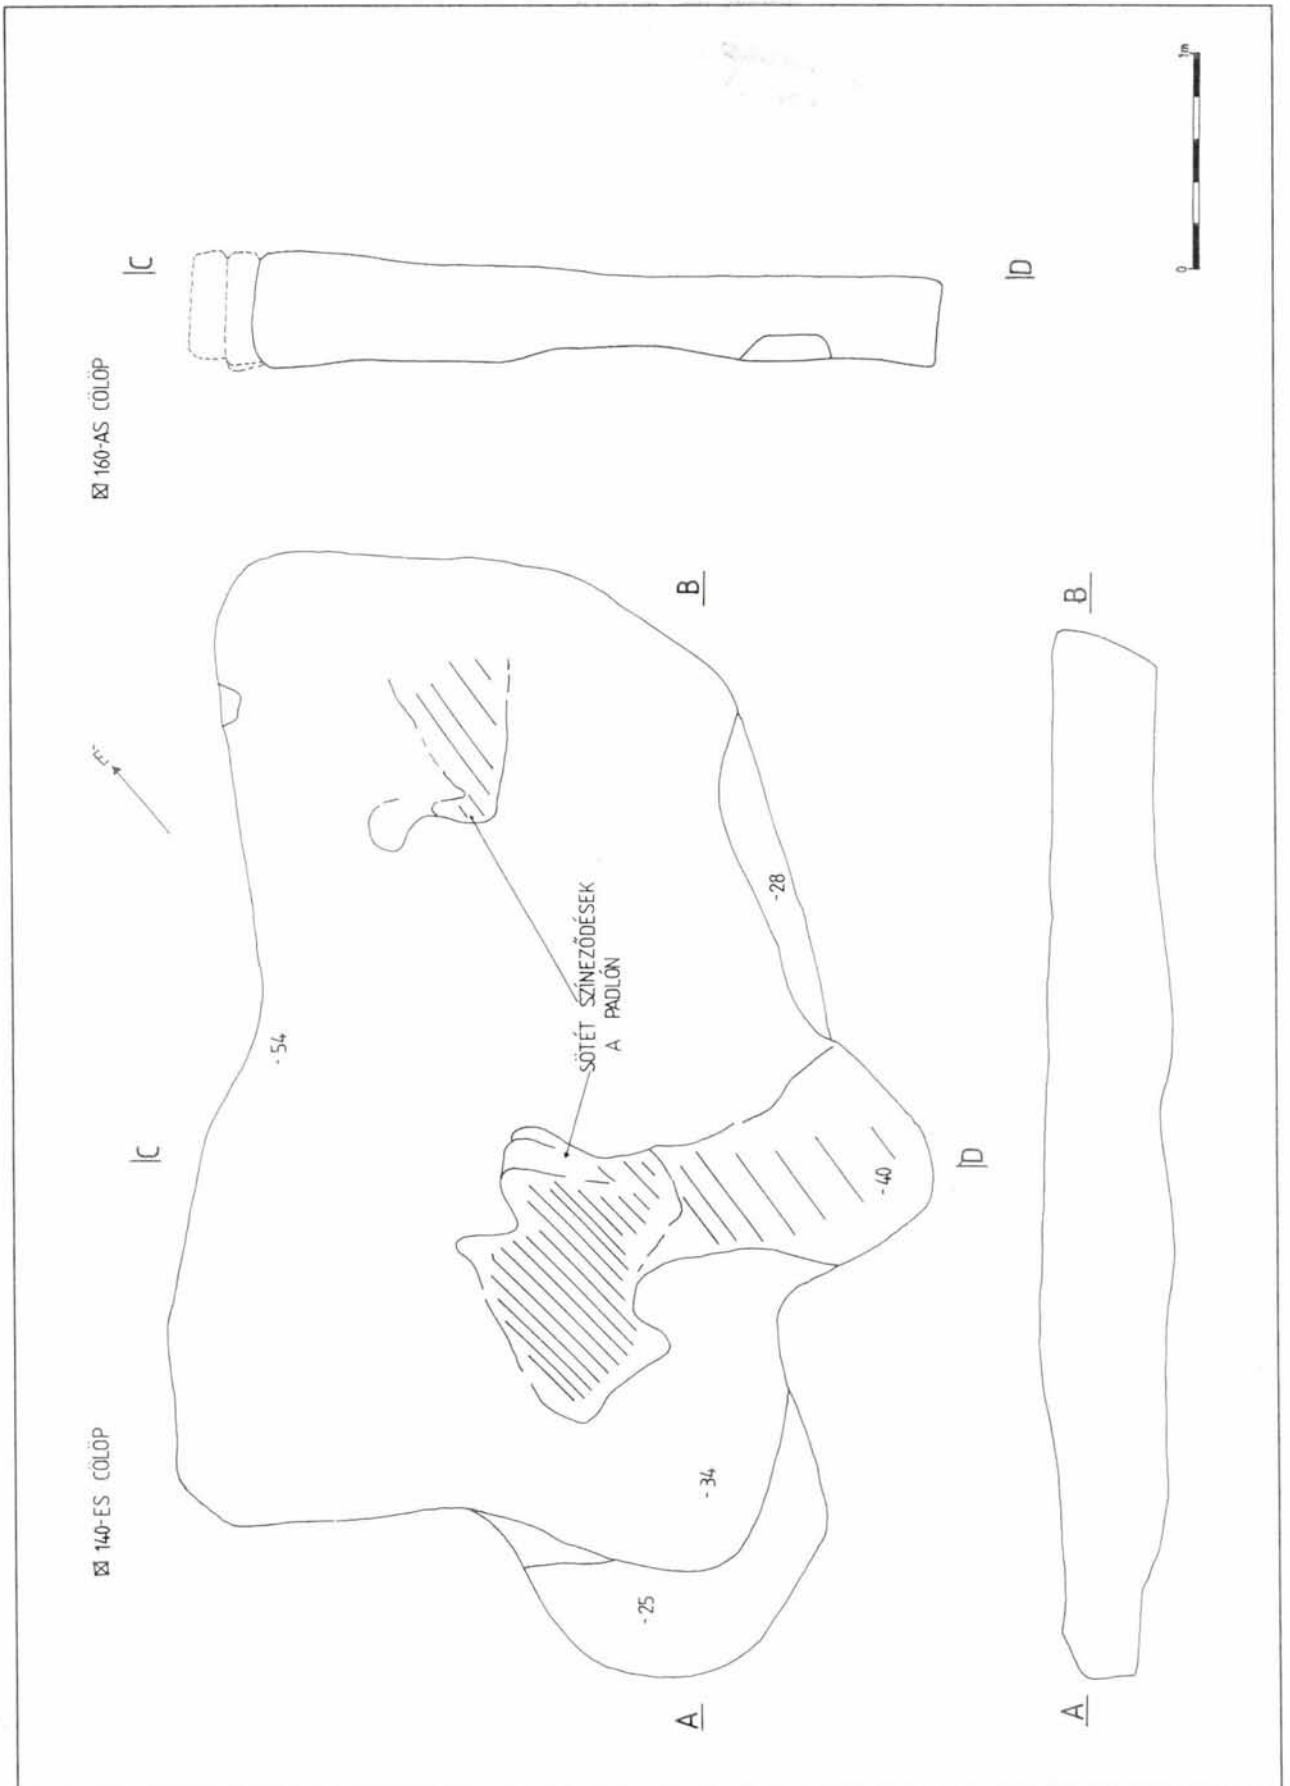 ⊠ 140-ES CÖLÖP
⊠ 160-AS CÖLÖP
C
C
1m
0
É
-54
SÖTÉT SZÍNEZŐDÉSEK
A PADLÓN
-34
-25
-40
-28
D
D
A
B
A
B